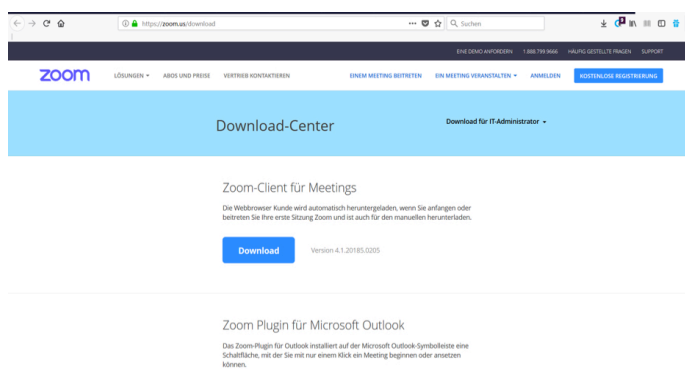 https://zoom.us/download
Suchen
EINE DEMO ANFORDERN 1.888.799.9666 HÄUFIG GESTELLTE FRAGEN SUPPORT
zoom LÖSUNGEN ABOS UND PREISE VERTRIEB KONTAKTIEREN EINEM MEETING BEITRETEN EIN MEETING VERANSTALTEN ANMELDEN KOSTENLOSE REGISTRIERUNG
Download-Center Download für IT-Administrator
Zoom-Client für Meetings
Die Webbrowser Kunde wird automatisch heruntergeladen, wenn Sie anfangen oder
beitreten Sie Ihre erste Sitzung Zoom und ist auch für den manuellen herunterladen.
Download Version 4.1.20185.0205
Zoom Plugin für Microsoft Outlook
Das Zoom-Plugin für Outlook installiert auf der Microsoft Outlook-Symbolleiste eine
Schaltfläche, mit der Sie mit nur einem Klick ein Meeting beginnen oder ansetzen
können.